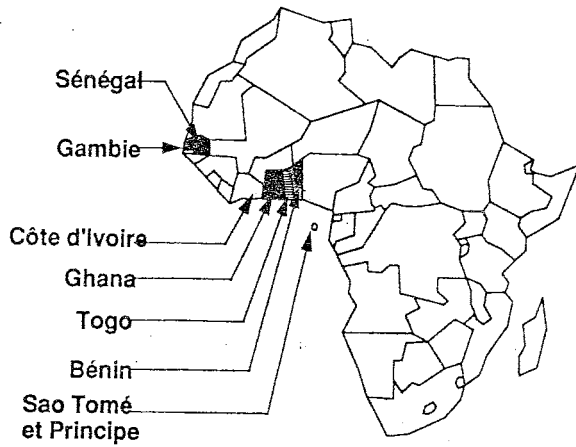 Sénégal
Gambie
Côte d'Ivoire
Ghana
Togo
Bénin
Sao Tomé
et Principe